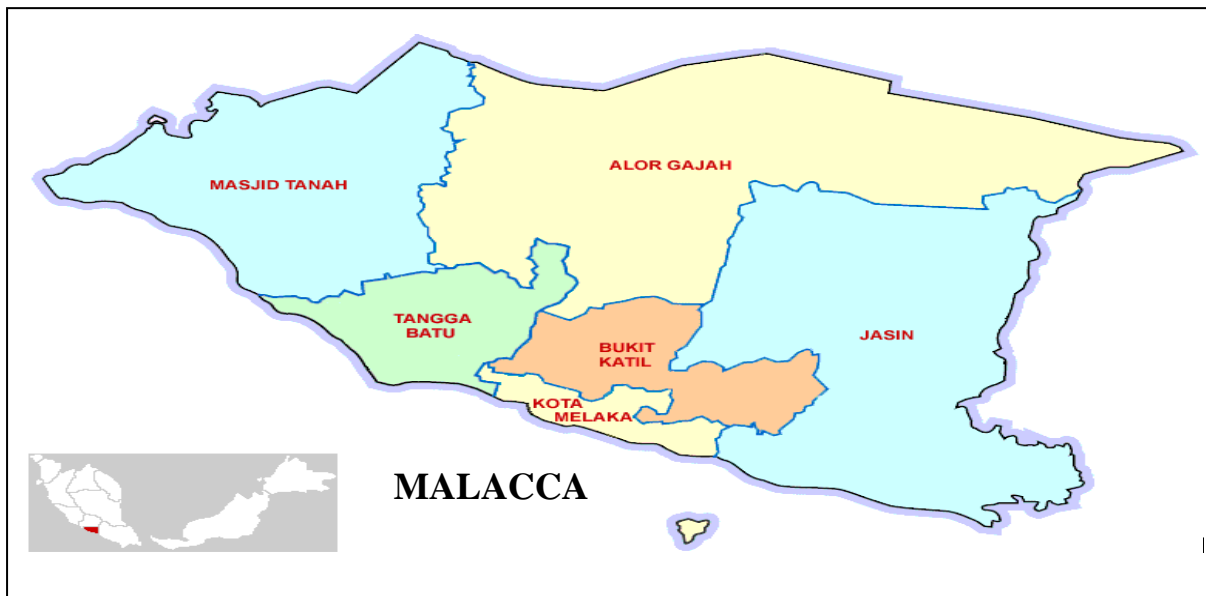 ALOR GAJAH
MASJID TANAH
TANGGA
BATU
BUKIT
KATIL
JASIN
KOTA
MELAKA
MALACCA